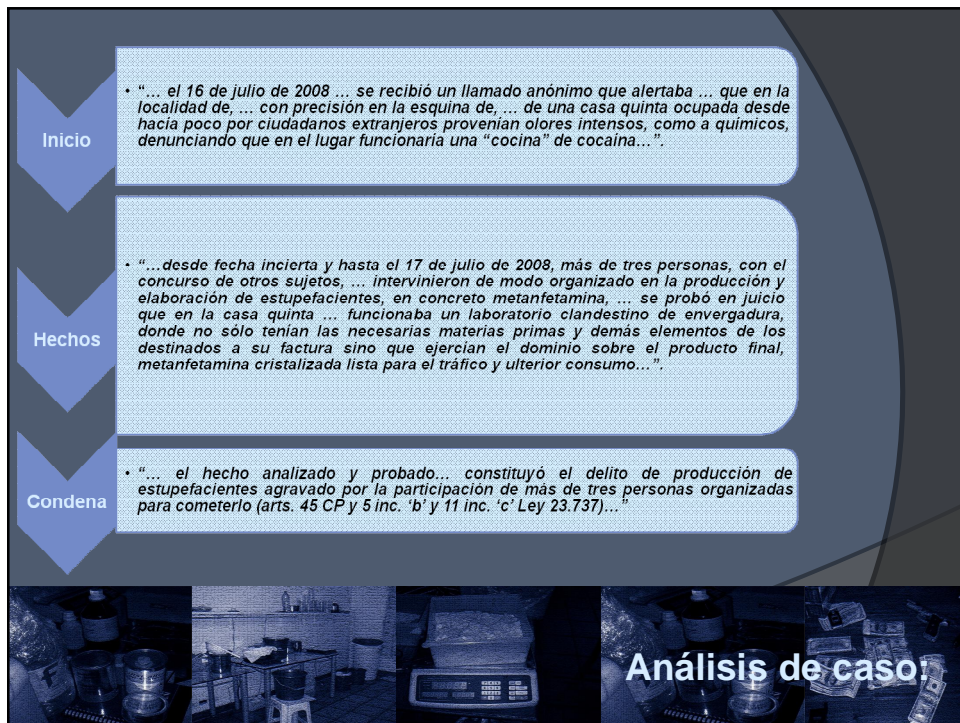 Inicio
• “… el 16 de julio de 2008 … se recibió un llamado anónimo que alertaba … que en la
localidad de, … con precisión en la esquina de, … de una casa quinta ocupada desde
hacía poco por ciudadanos extranjeros provenían olores intensos, como a químicos,
denunciando que en el lugar funcionaría una “cocina” de cocaína…”.
Hechos
• “…desde fecha incierta y hasta el 17 de julio de 2008, más de tres personas, con el
concurso de otros sujetos, … intervinieron de modo organizado en la producción y
elaboración de estupefacientes, en concreto metanfetamina, … se probó en juicio
que en la casa quinta … funcionaba un laboratorio clandestino de envergadura,
donde no sólo tenían las necesarias materias primas y demás elementos de los
destinados a su factura sino que ejercían el dominio sobre el producto final,
metanfetamina cristalizada lista para el tráfico y ulterior consumo…”.
Condena
• “… el hecho analizado y probado… constituyó el delito de producción de
estupefacientes agravado por la participación de más de tres personas organizadas
para cometerlo (arts. 45 CP y 5 inc. ‘b’ y 11 inc. ‘c’ Ley 23.737)…”
Análisis de caso: